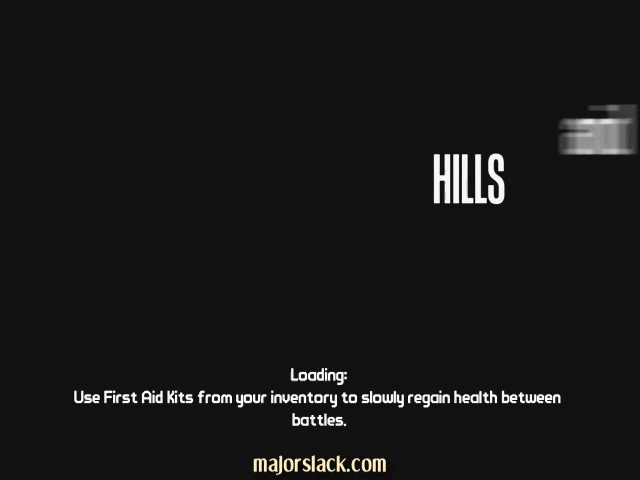 HILLS
Loading:
Use First Aid Kits from your inventory to slowly regain health between
battles.
majorslack.com